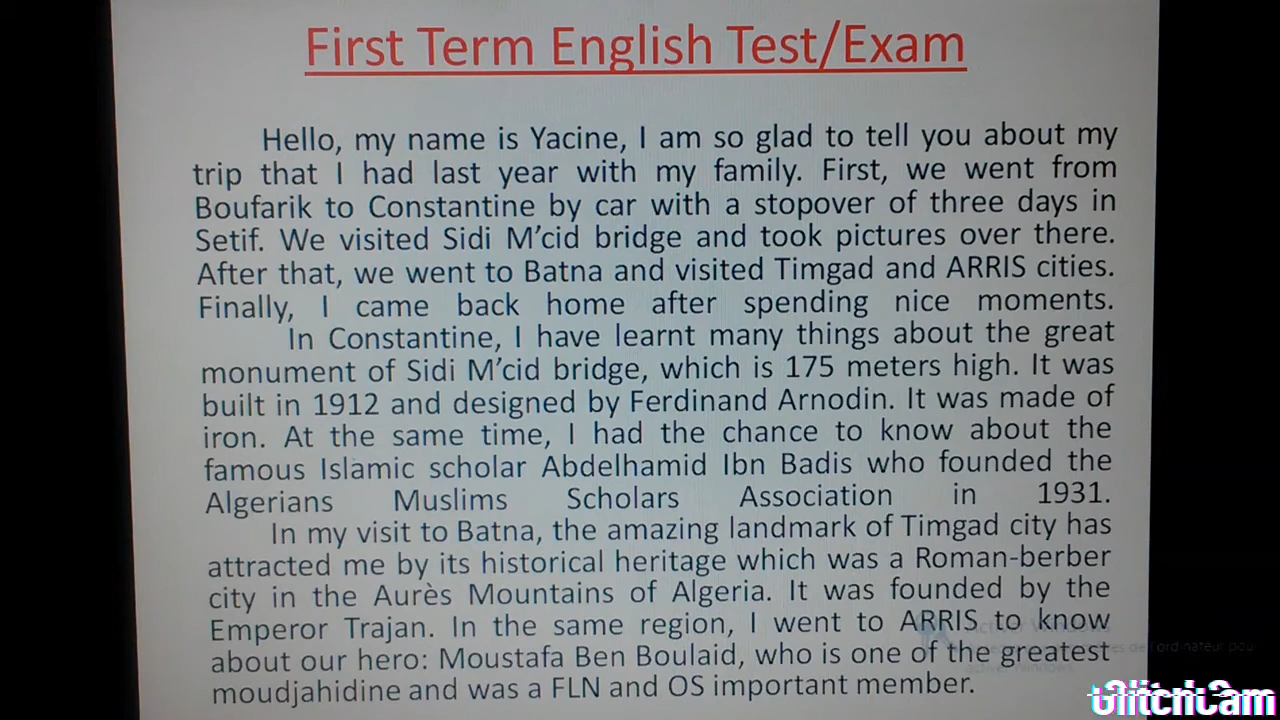 First Term English Test/Exam
Hello, my name is Yacine, I am so glad to tell you about my
trip that I had last year with my family. First, we went from
Boufarik to Constantine by car with a stopover of three days in
Setif. We visited Sidi M'cid bridge and took pictures over there.
After that, we went to Batna and visited Timgad and ARRIS cities.
Finally, I came back home after spending nice moments.
In Constantine, I have learnt many things about the great
monument of Sidi M'cid bridge, which is 175 meters high. It was
built in 1912 and designed by Ferdinand Arnodin. It was made of
iron. At the same time, I had the chance to know about the
famous Islamic scholar Abdelhamid Ibn Badis who founded the
Algerians Muslims Scholars Association in 1931.
In my visit to Batna, the amazing landmark of Timgad city has
attracted me by its historical heritage which was a Roman-berber
city in the Aurès Mountains of Algeria. It was founded by the
Emperor Trajan. In the same region, I went to ARRIS to know
about our hero: Moustafa Ben Boulaid, who is one of the greatest
moudjahidine and was a FLN and OS important member.
GlitchCam